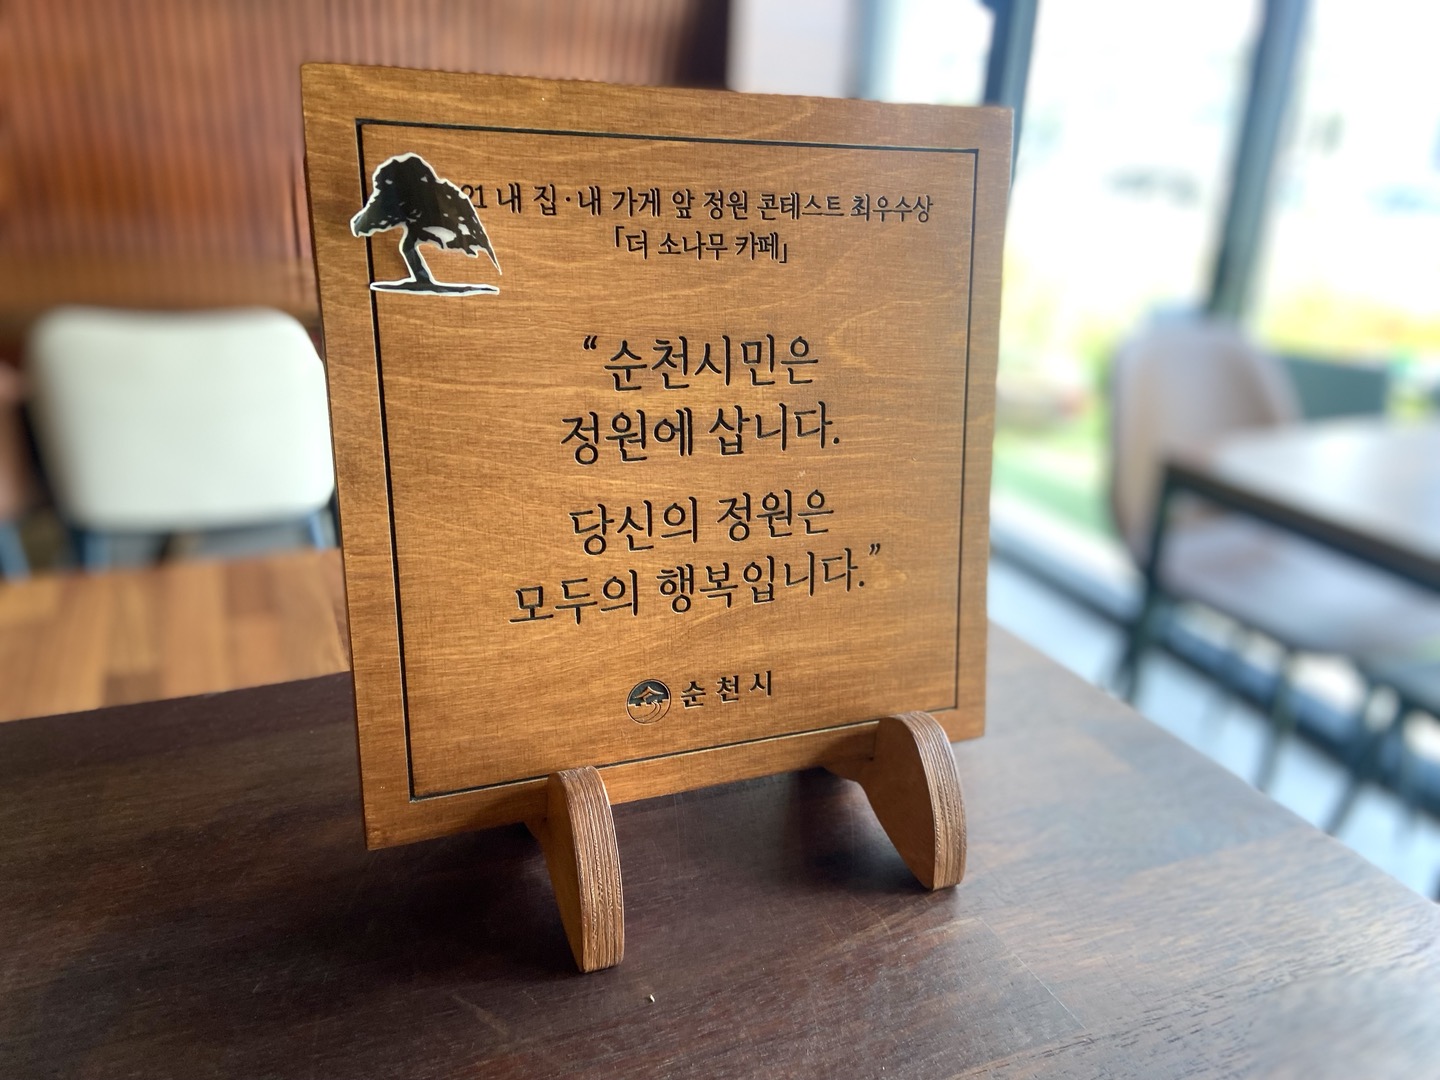 21 내 집·내 가게 앞 정원 콘테스트 최우수상
「더 소나무 카페」
“순천시민은
정원에 삽니다.
당신의 정원은
모두의 행복입니다.”
순천시